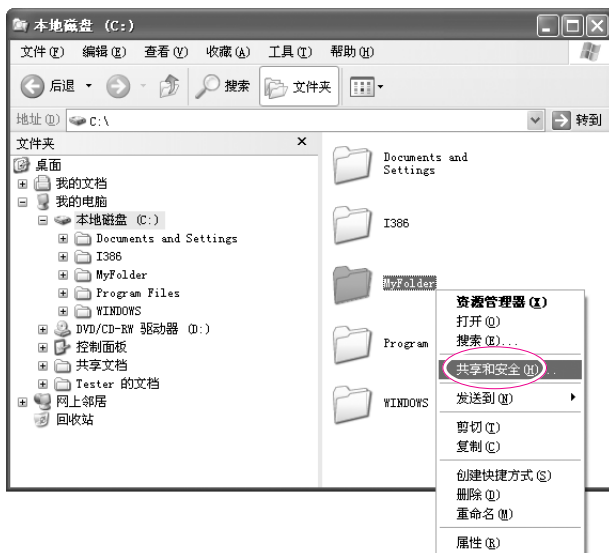 本地磁盘 (C:)
文件(F) 编辑(E) 查看(V) 收藏(A) 工具(T) 帮助(H)
后退 搜索 文件夹
地址(D) C:\ 转到
文件夹 ×
桌面
我的文档
我的电脑
本地磁盘 (C:)
Documents and Settings
I386
MyFolder
Program Files
WINDOWS
DVD/CD-RW 驱动器 (D:)
控制面板
共享文档
Tester 的文档
网上邻居
回收站
Documents and
Settings
I386
MyFolder
Program
WINDOWS
资源管理器(X)
打开(O)
搜索(E)...
共享和安全(H)...
发送到(N)
剪切(T)
复制(C)
创建快捷方式(S)
删除(D)
重命名(M)
属性(R)